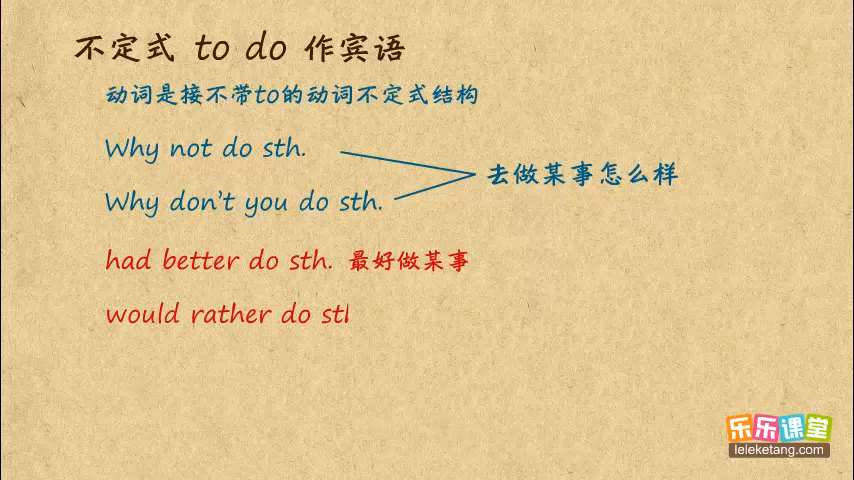 不定式 to do 作宾语
动词是接不带to的动词不定式结构
Why not do sth.
去做某事怎么样
Why don't you do sth.
had better do sth. 最好做某事
would rather do
乐乐课堂
leleketang.com